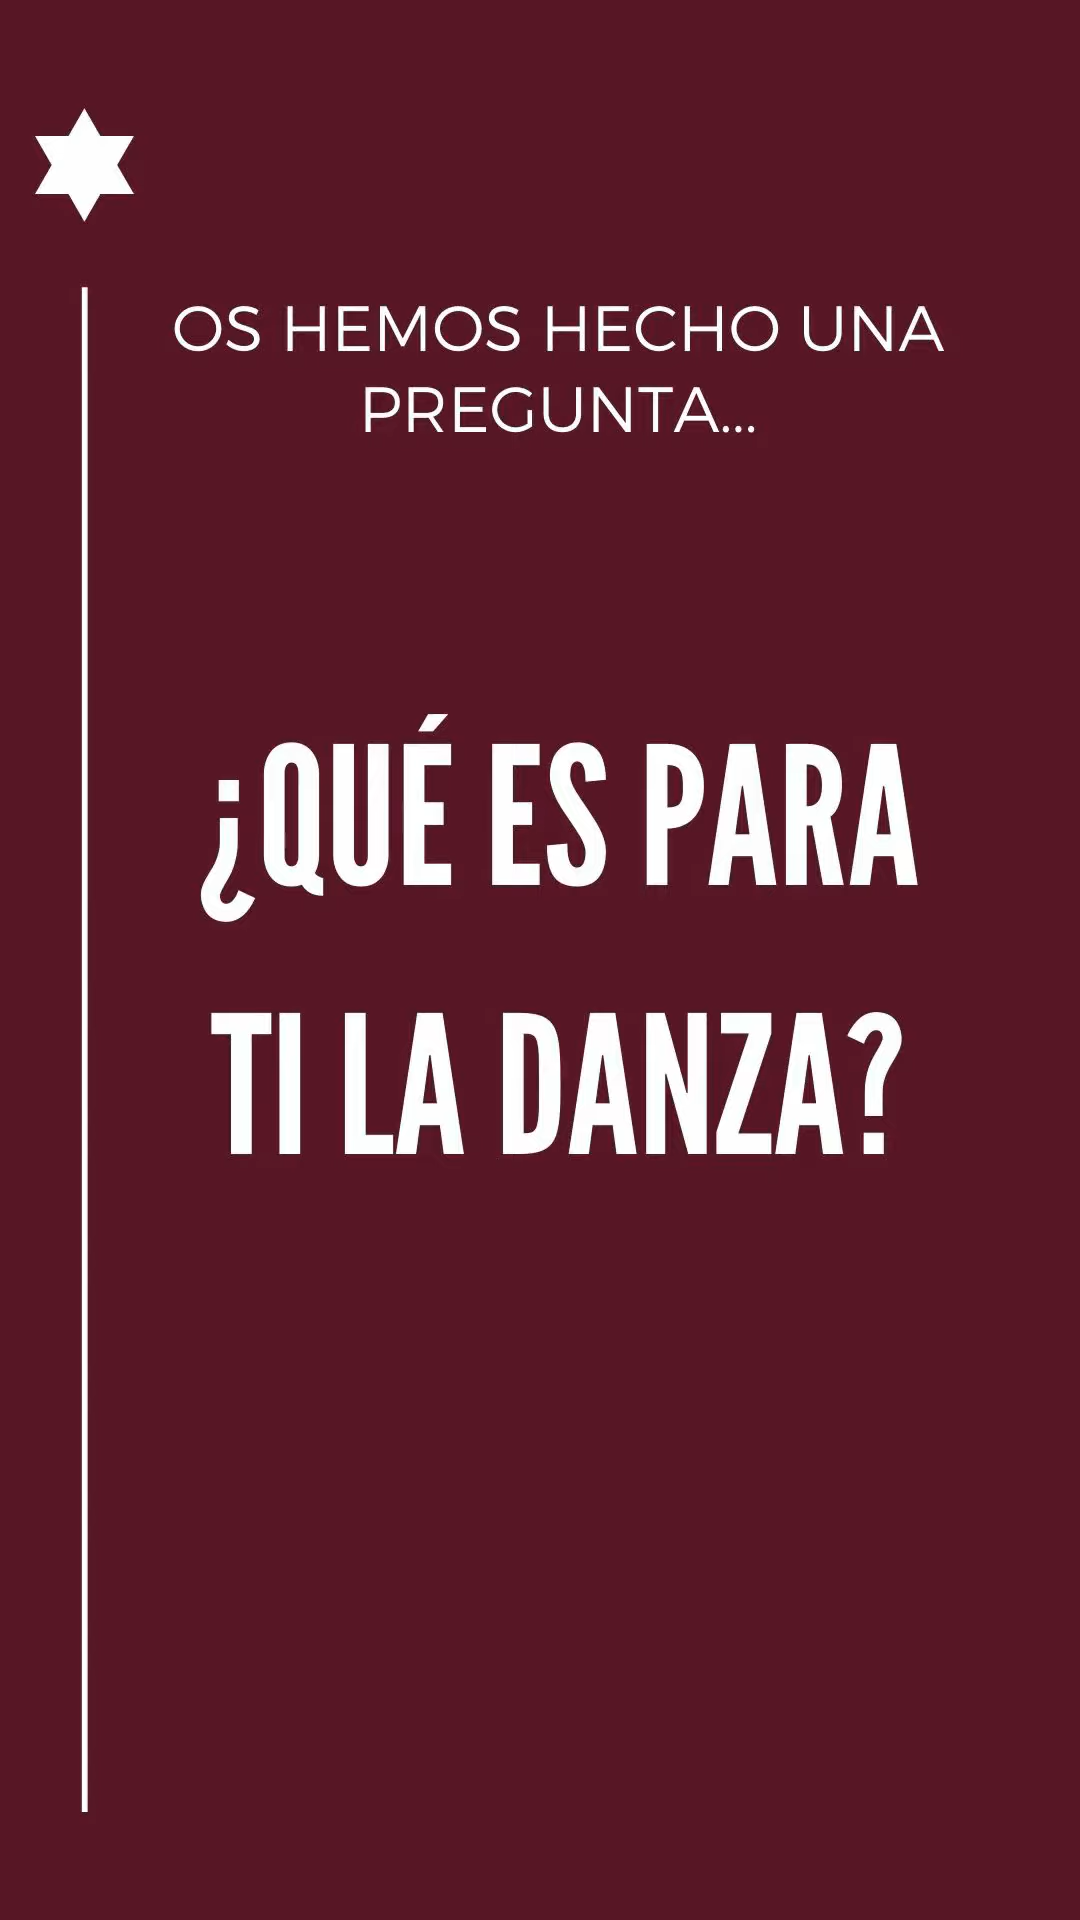 OS HEMOS HECHO UNA
PREGUNTA...
¿QUÉ ES PARA
TI LA DANZA?